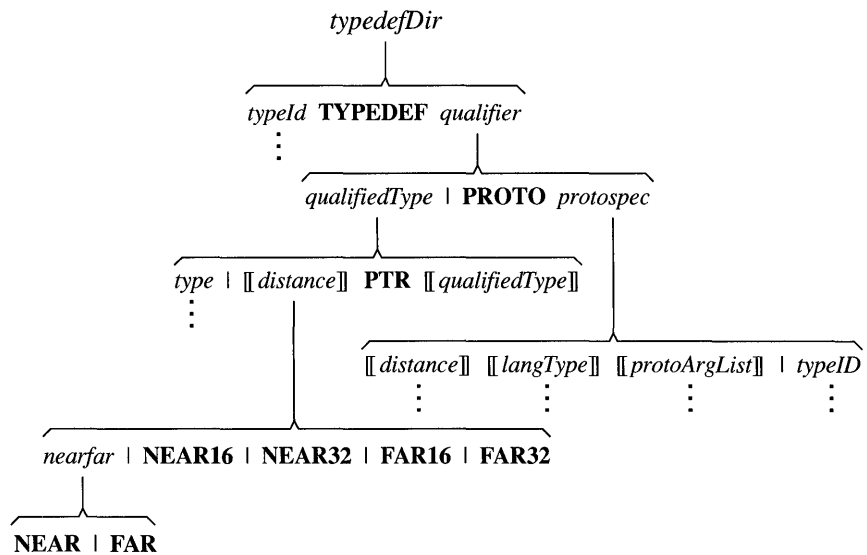 typedefDir
typeId TYPEDEF qualifier
qualifiedType | PROTO protospec
type | ⟦distance⟧ PTR ⟦qualifiedType⟧
⟦distance⟧ ⟦langType⟧ ⟦protoArgList⟧ | typeID
nearfar | NEAR16 | NEAR32 | FAR16 | FAR32
NEAR | FAR